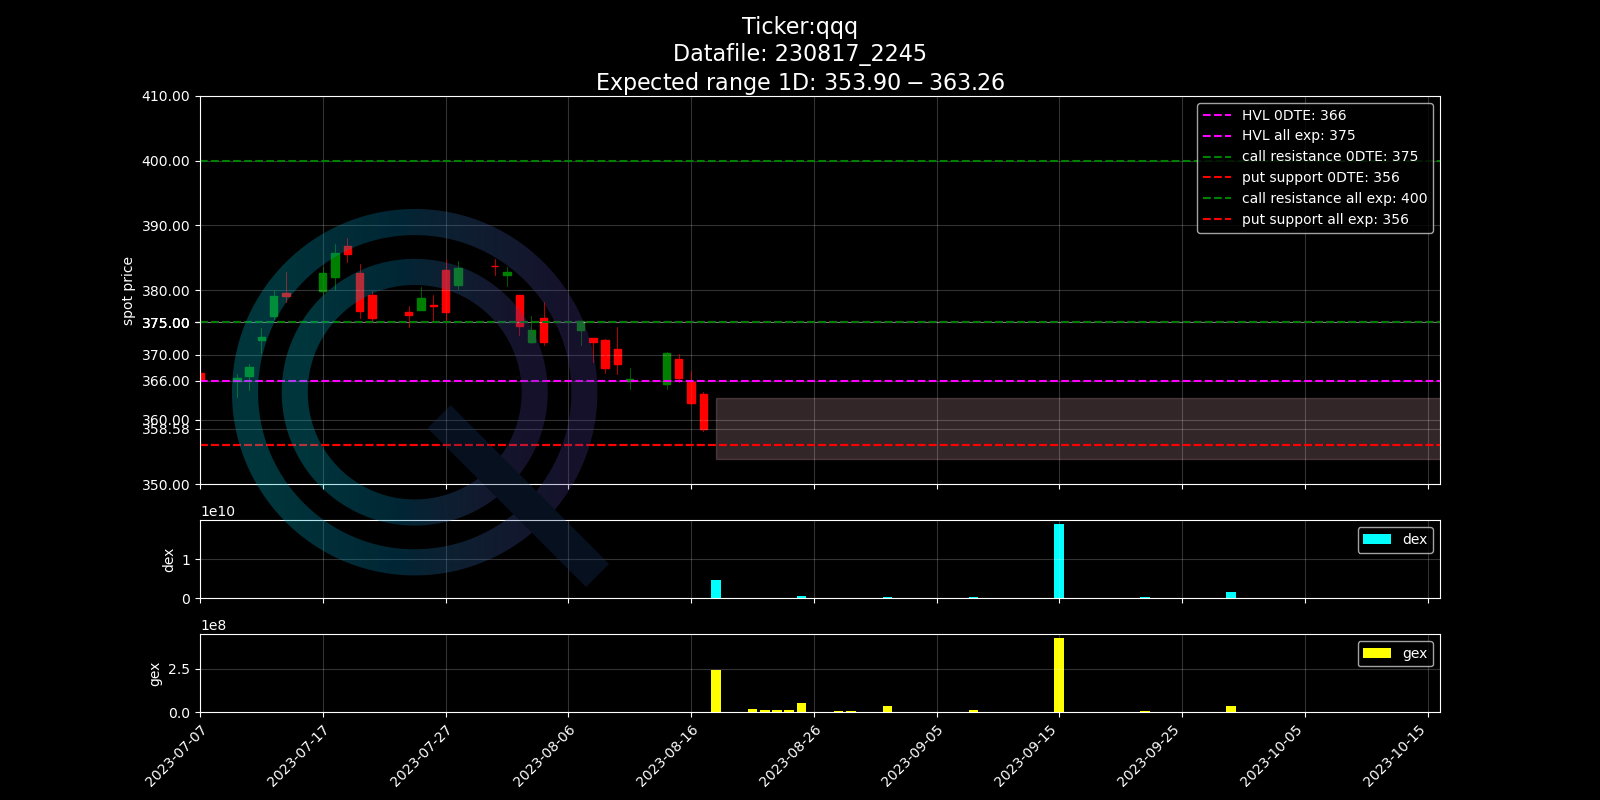 Ticker:qqq
Datafile: 230817_2245
Expected range 1D: 353.90 − 363.26
410.00
400.00
390.00
380.00
375.00
370.00
366.00
360.00
358.58
350.00
spot price
HVL 0DTE: 366
HVL all exp: 375
call resistance 0DTE: 375
put support 0DTE: 356
call resistance all exp: 400
put support all exp: 356
1e10
1
0
dex
dex
1e8
2.5
0.0
gex
gex
2023-07-07
2023-07-17
2023-07-27
2023-08-06
2023-08-16
2023-08-26
2023-09-05
2023-09-15
2023-09-25
2023-10-05
2023-10-15